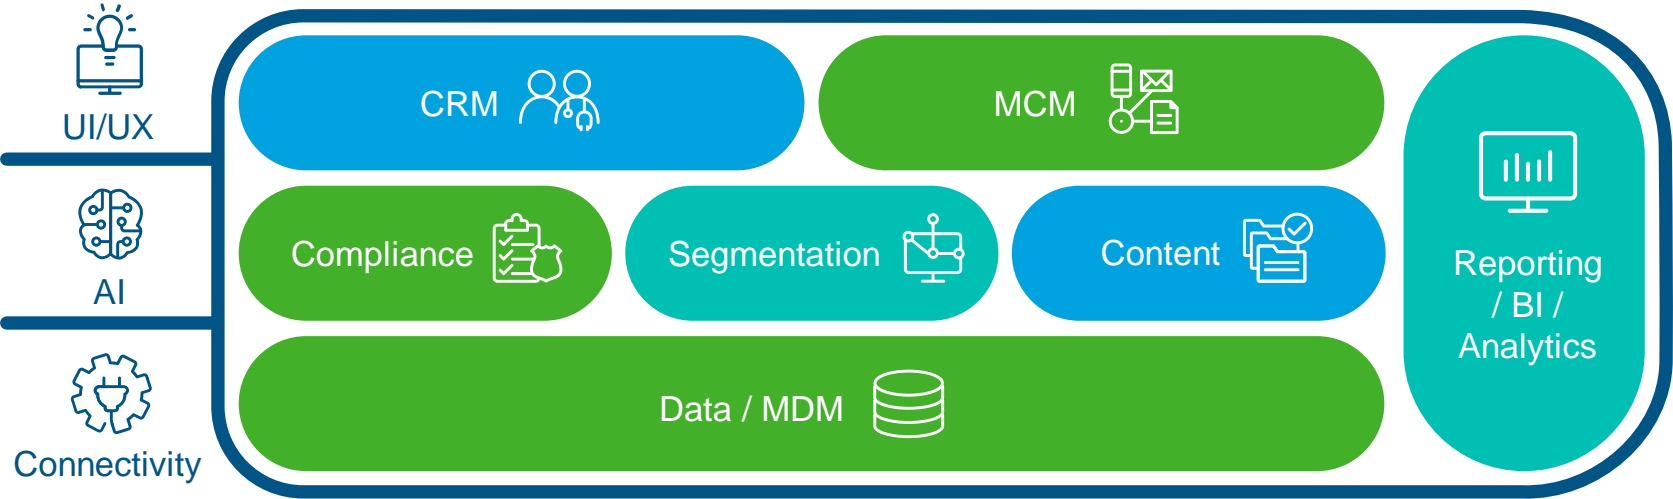 UI/UX
AI
Connectivity
CRM
MCM
Compliance
Segmentation
Content
Data / MDM
Reporting
/ BI /
Analytics